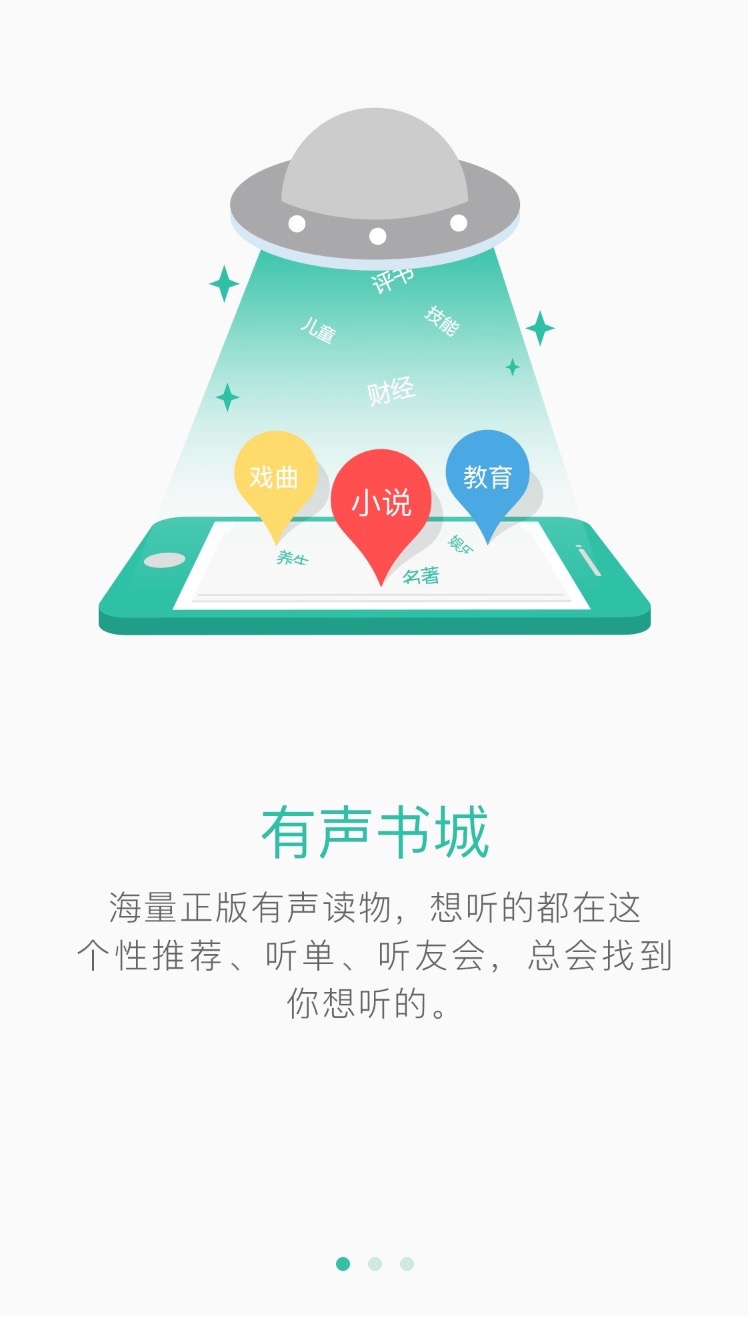 评书
儿童
技能
财经
戏曲
小说
教育
养生
娱乐
名著
有声书城
海量正版有声读物，想听的都在这
个性推荐、听单、听友会，总会找到
你想听的。